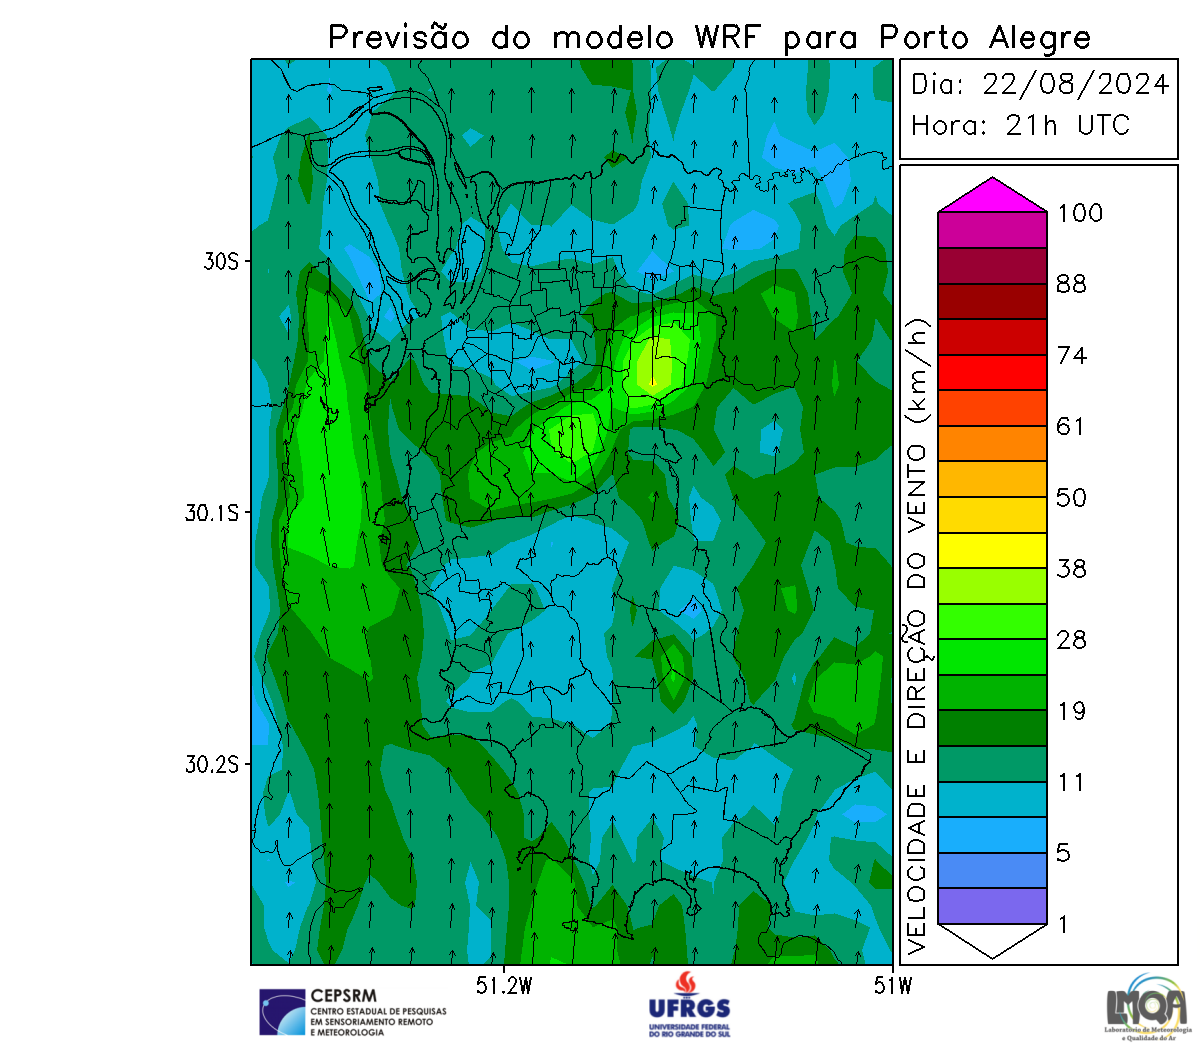 Previsão do modelo WRF para Porto Alegre
Dia: 22/08/2024
Hora: 21h UTC
100
88
74
61
50
38
28
19
11
5
1
VELOCIDADE E DIREÇÃO DO VENTO (km/h)
30S
30.1S
30.2S
51.2W
51W
CEPSRM
CENTRO ESTADUAL DE PESQUISAS
EM SENSORIAMENTO REMOTO
E METEOROLOGIA
UFRGS
UNIVERSIDADE FEDERAL
DO RIO GRANDE DO SUL
LMQA
Laboratório de Meteorologia
e Qualidade do Ar